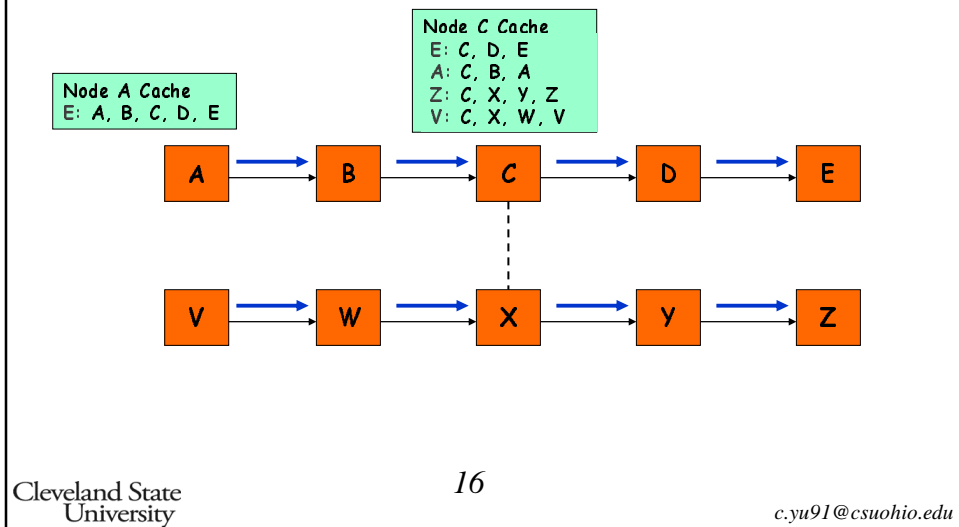 Node C Cache
E: C, D, E
A: C, B, A
Z: C, X, Y, Z
V: C, X, W, V
Node A Cache
E: A, B, C, D, E
A
B
C
D
E
V
W
X
Y
Z
Cleveland State
University
16
c.yu91@csuohio.edu